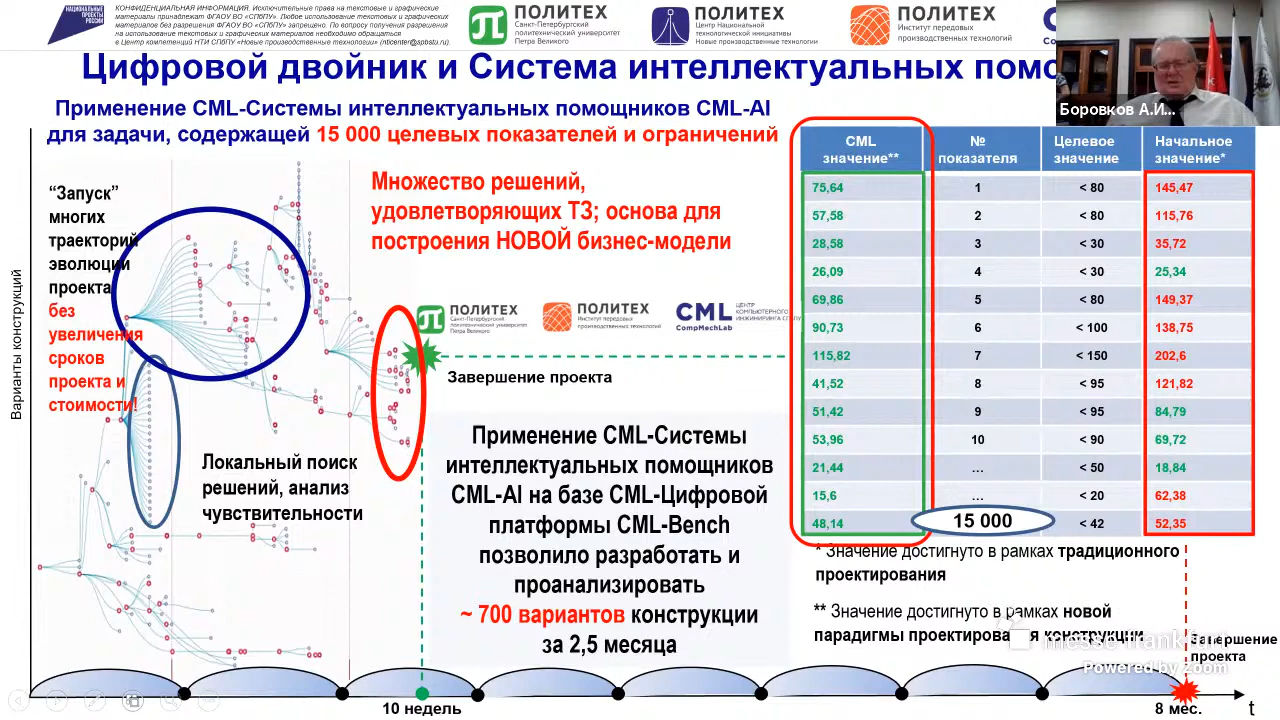 НАЦИОНАЛЬНЫЕ
ПРОЕКТЫ
РОССИИ
КОНФИДЕНЦИАЛЬНАЯ ИНФОРМАЦИЯ. Исключительные права на текстовые и графические
материалы принадлежат ФГАОУ ВО «СПбПУ». Любое использование текстовых и графических
материалов без разрешения ФГАОУ ВО «СПбПУ» запрещено. По вопросу получения разрешения
на использование текстовых и графических материалов необходимо обращаться
в Центр компетенций НТИ СПбПУ «Новые производственные технологии» (nticenter@spbstu.ru).
ПОЛИТЕХ
Санкт-Петербургский
политехнический университет
Петра Великого
ПОЛИТЕХ
Центр Национальной
технологической инициативы
Новые производственные технологии
ПОЛИТЕХ
Институт передовых
производственных технологий
Цифровой двойник и Система интеллектуальных помо
Боровков А.И...
Применение CML-Системы интеллектуальных помощников CML-AI
для задачи, содержащей 15 000 целевых показателей и ограничений
“Запуск”
многих
траекторий
эволюции
проекта
без
увеличения
сроков
проекта и
стоимости!
Варианты конструкций
Множество решений,
удовлетворяющих ТЗ; основа для
построения НОВОЙ бизнес-модели
ПОЛИТЕХ
Санкт-Петербургский
политехнический университет
Петра Великого
ПОЛИТЕХ
Институт передовых
производственных технологий
CML
CompMechLab
ЦЕНТР
КОМПЬЮТЕРНОГО
ИНЖИНИРИНГА СПбПУ
Завершение проекта
Локальный поиск
решений, анализ
чувствительности
Применение CML-Системы
интеллектуальных помощников
CML-AI на базе CML-Цифровой
платформы CML-Bench
позволило разработать и
проанализировать
~ 700 вариантов конструкции
за 2,5 месяца
CML значение** № показателя Целевое значение Начальное значение*
75,64 1 < 80 145,47
57,58 2 < 80 115,76
28,58 3 < 30 35,72
26,09 4 < 30 25,34
69,86 5 < 80 149,37
90,73 6 < 100 138,75
115,82 7 < 150 202,6
41,52 8 < 95 121,82
51,42 9 < 95 84,79
53,96 10 < 90 69,72
21,44 … < 50 18,84
15,6 … < 20 62,38
48,14 15 000 < 42 52,35
* Значение достигнуто в рамках традиционного
проектирования
** Значение достигнуто в рамках новой
парадигмы проектирования конструкции
messe frankfurt
Powered by zoom
Завершение
проекта
10 недель
8 мес.
t